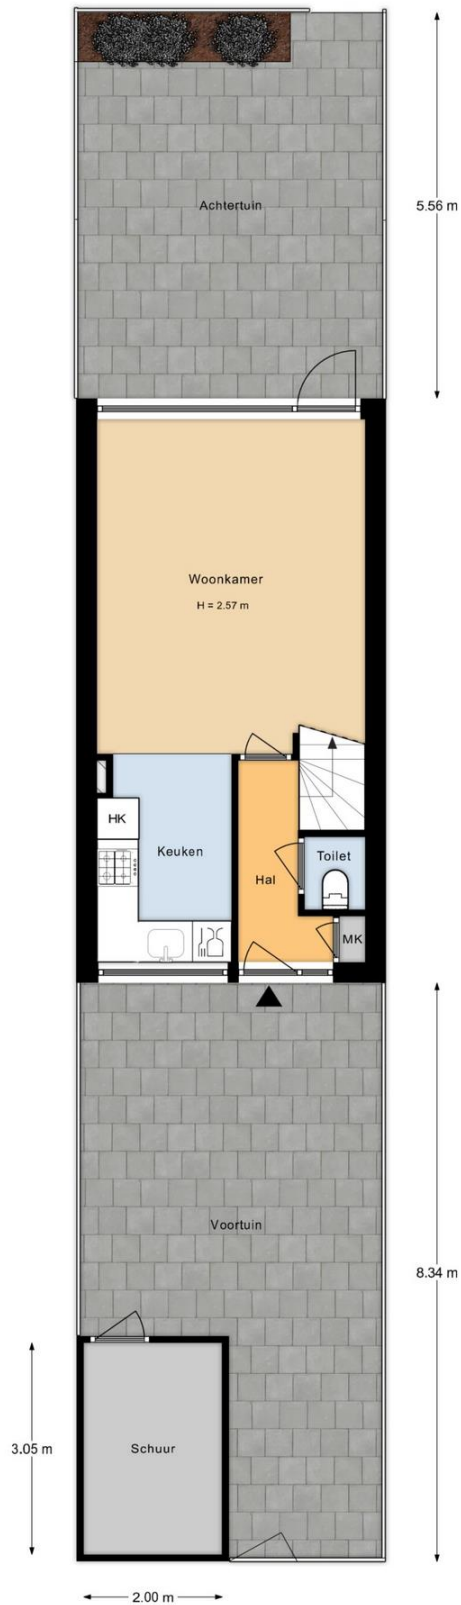 Achtertuin
5.56 m
Woonkamer
H = 2.57 m
HK
Keuken
Toilet
Hal
MK
Voortuin
8.34 m
3.05 m
Schuur
2.00 m